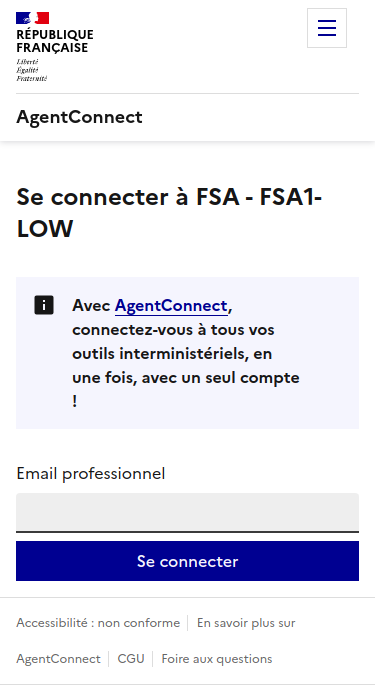 RÉPUBLIQUE
FRANÇAISE
Liberté
Égalité
Fraternité
AgentConnect
Se connecter à FSA - FSA1-
LOW
Avec AgentConnect,
connectez-vous à tous vos
outils interministériels, en
une fois, avec un seul compte
!
Email professionnel
Se connecter
Accessibilité : non conforme
En savoir plus sur
AgentConnect
CGU
Foire aux questions